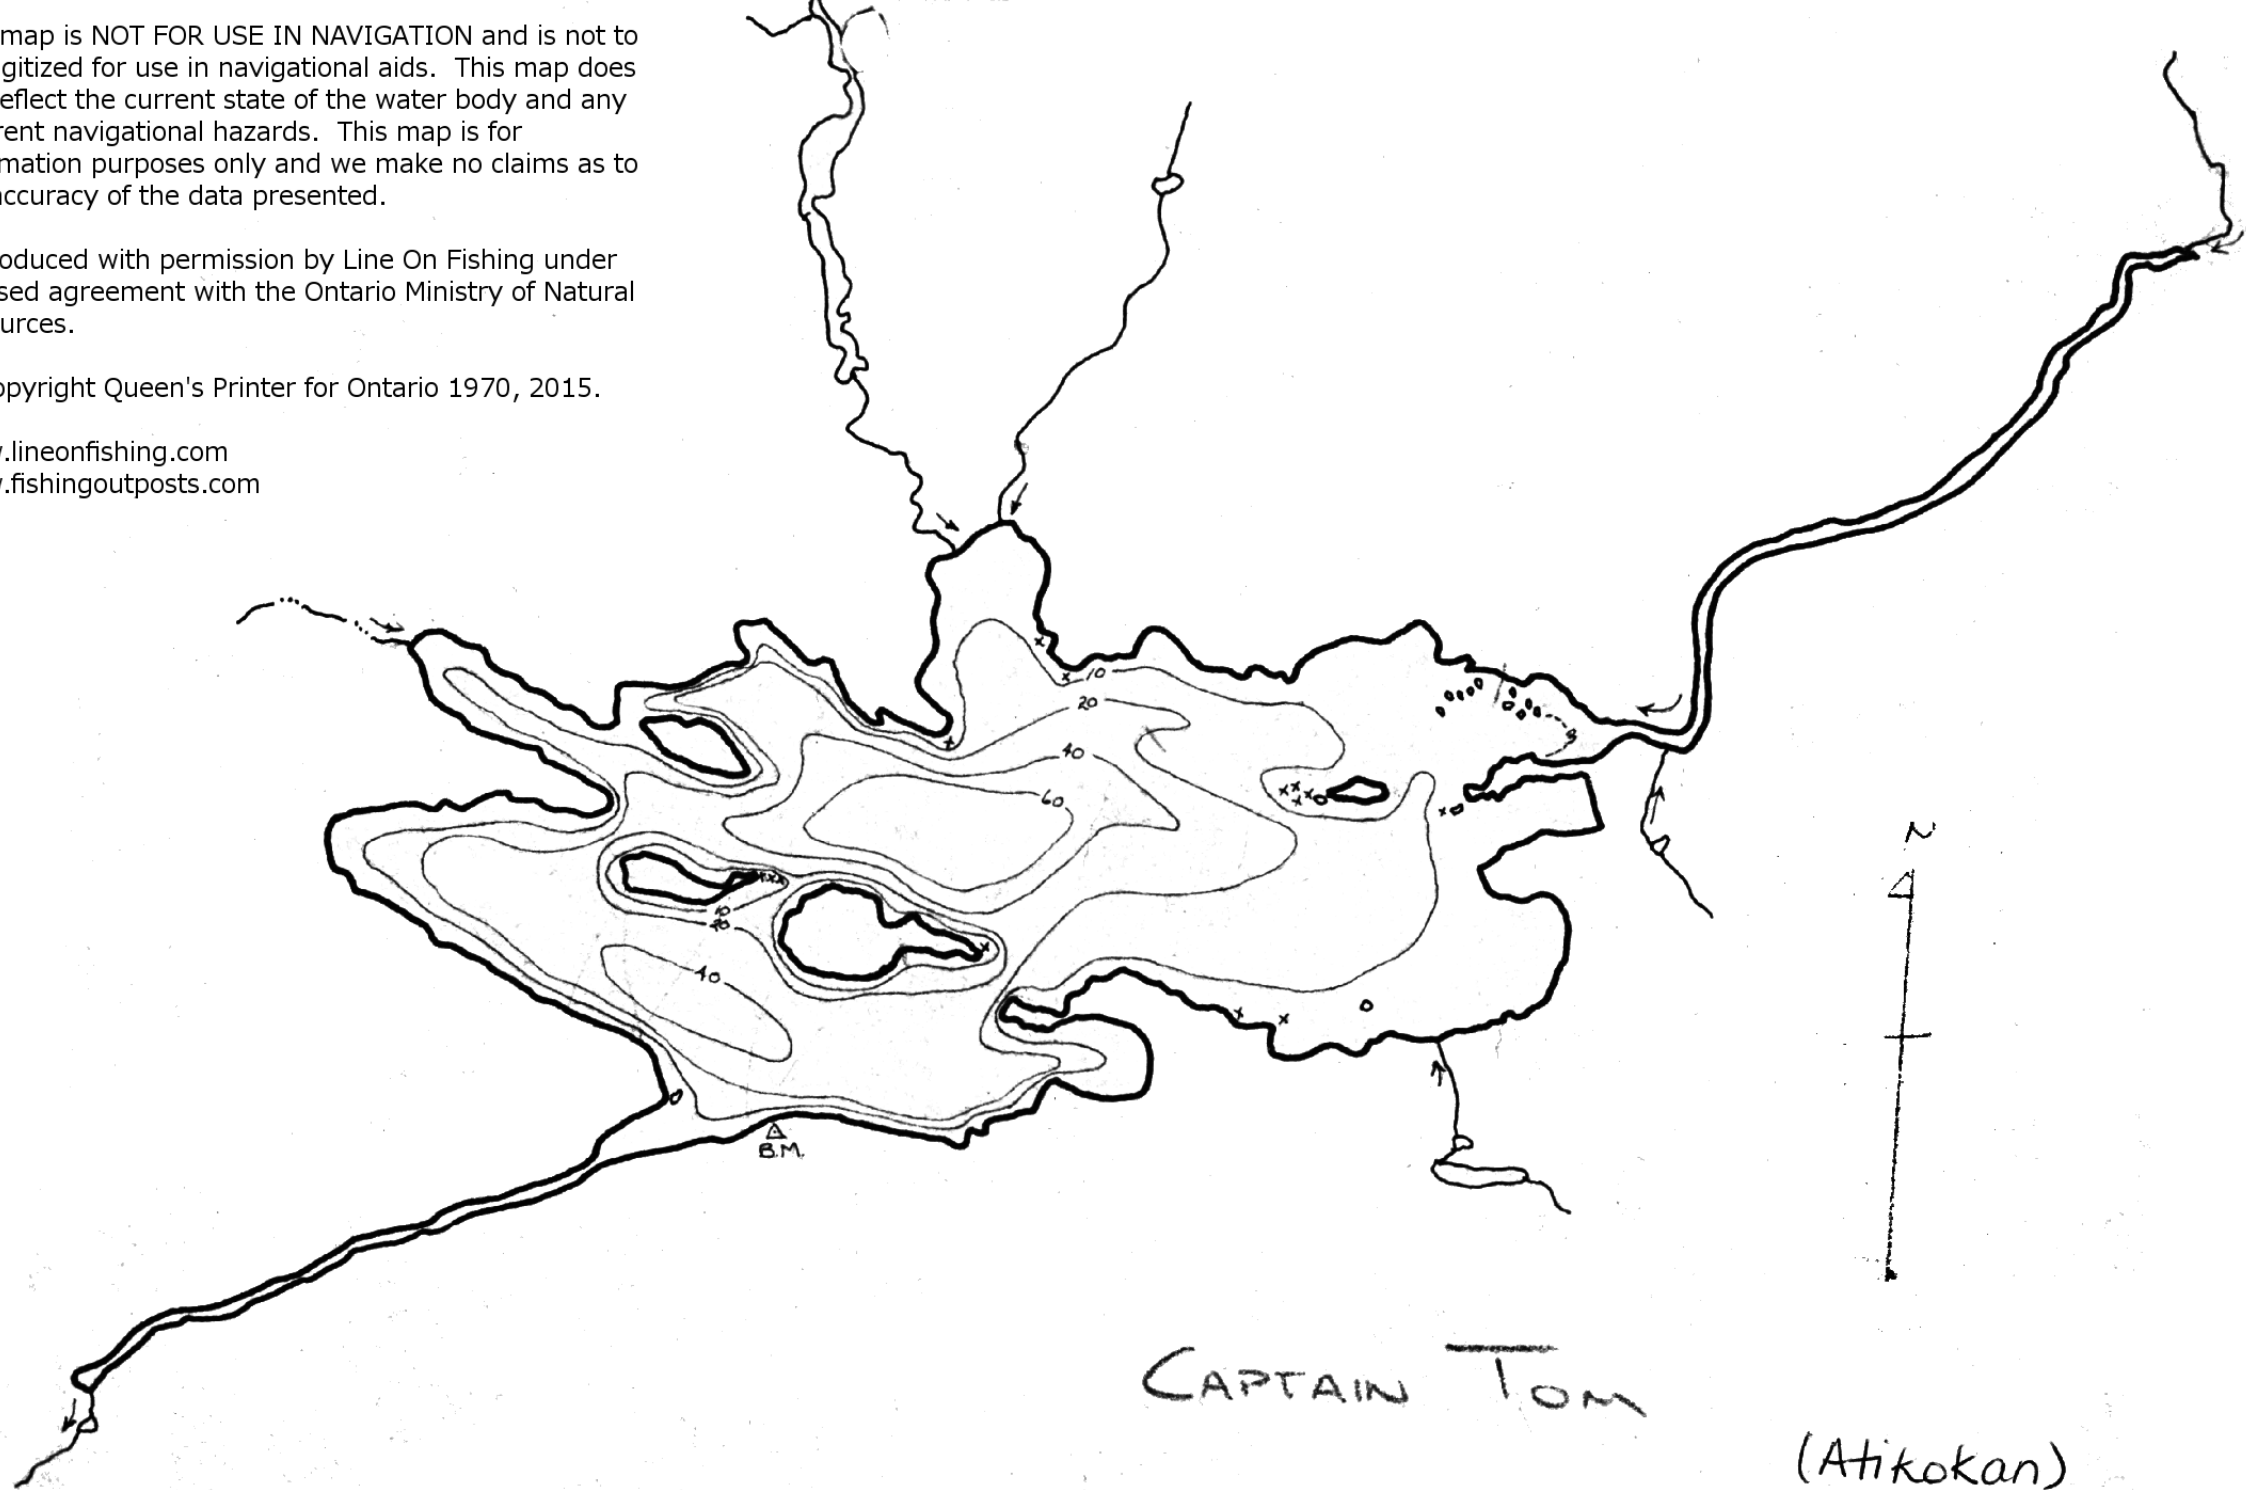 map is NOT FOR USE IN NAVIGATION and is not to
gitized for use in navigational aids.  This map does
eflect the current state of the water body and any
rent navigational hazards.  This map is for
mation purposes only and we make no claims as to
accuracy of the data presented.
oduced with permission by Line On Fishing under
sed agreement with the Ontario Ministry of Natural
urces.
opyright Queen's Printer for Ontario 1970, 2015.
.lineonfishing.com
.fishingoutposts.com
10
20
40
60
N
10
20
40
B.M.
CAPTAIN TOM
(Atikokan)